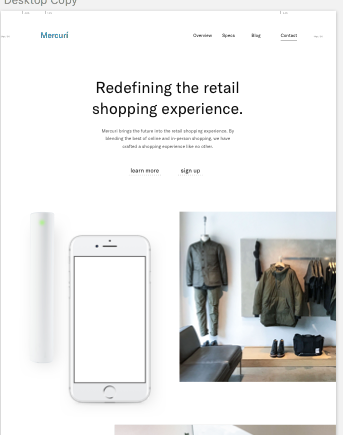 Desktop Copy
Mercuri
Overview Specs Blog Contact
Redefining the retail
shopping experience.
Mercuri brings the future into the retail shopping experience. By
blending the best of online and in-person shopping, we have
crafted a shopping experience like no other.
learn more sign up